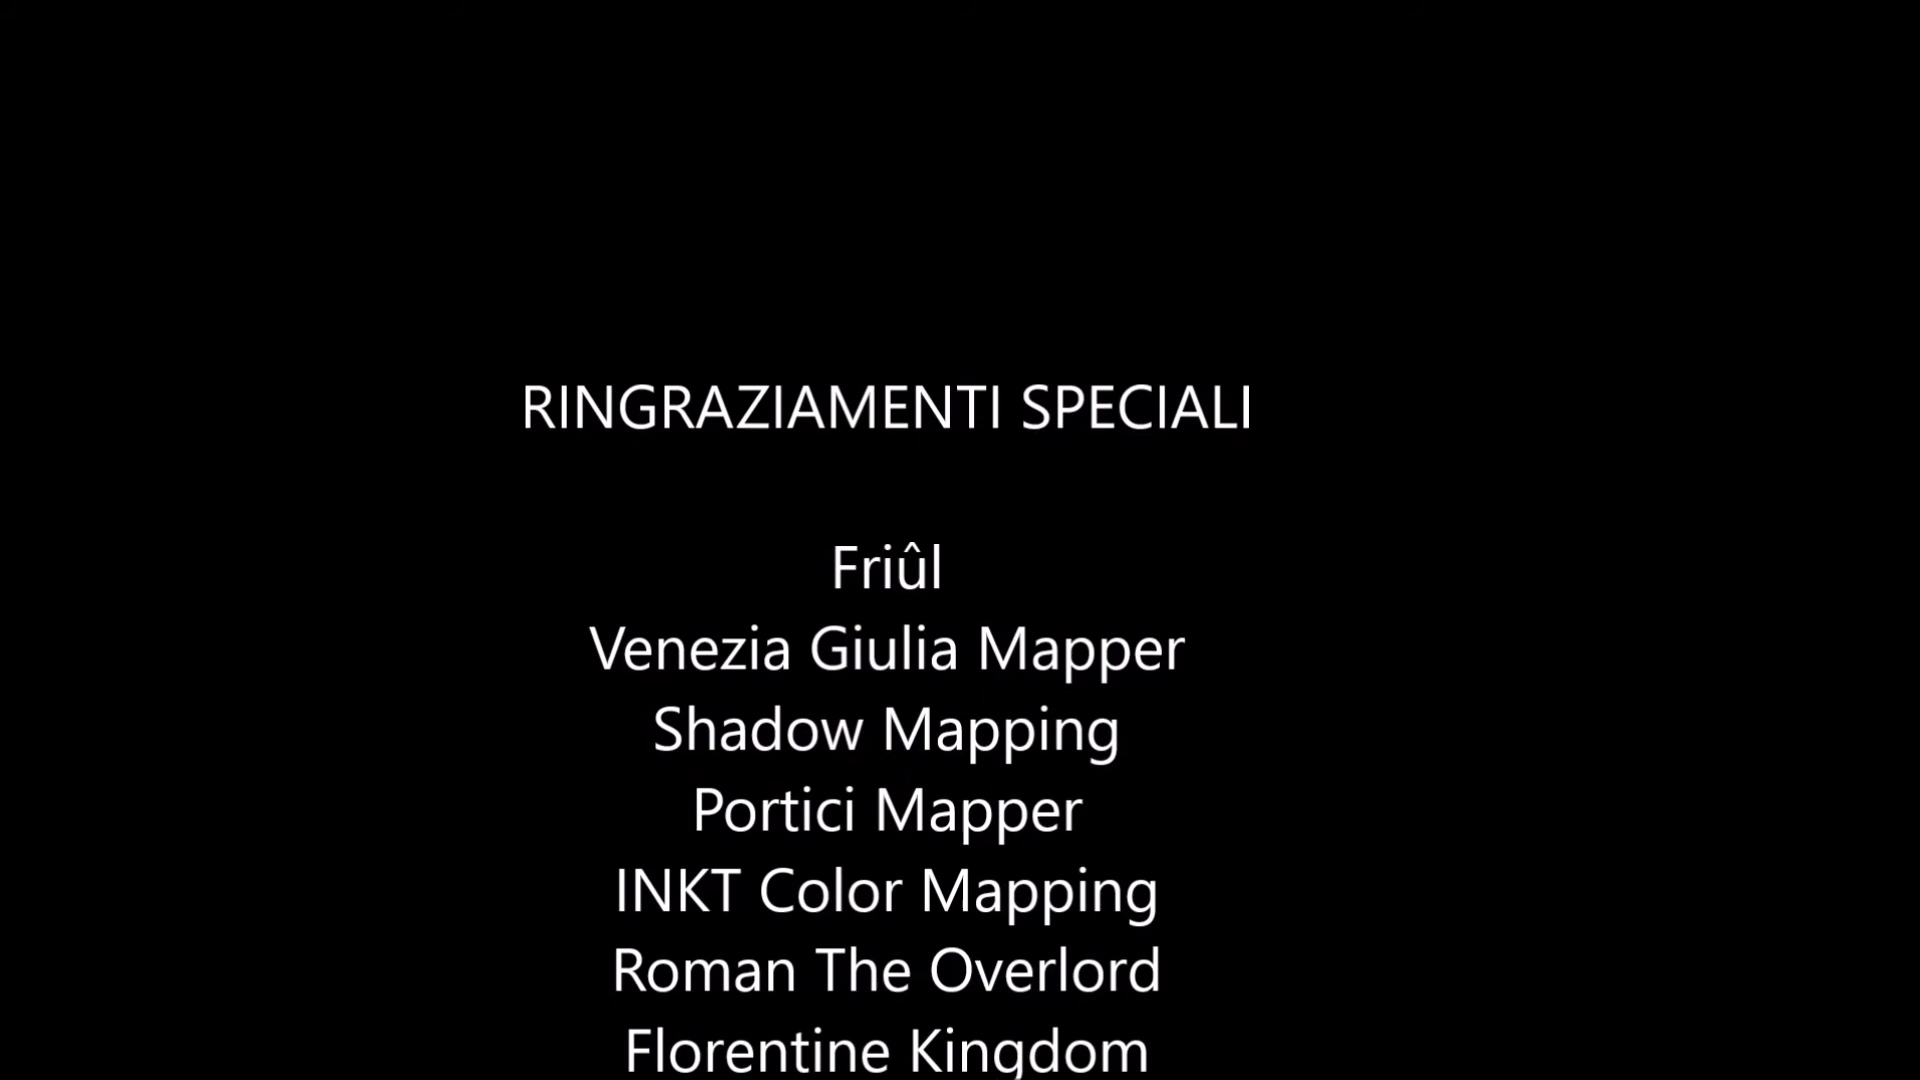 RINGRAZIAMENTI SPECIALI
Friûl
Venezia Giulia Mapper
Shadow Mapping
Portici Mapper
INKT Color Mapping
Roman The Overlord
Florentine Kingdom